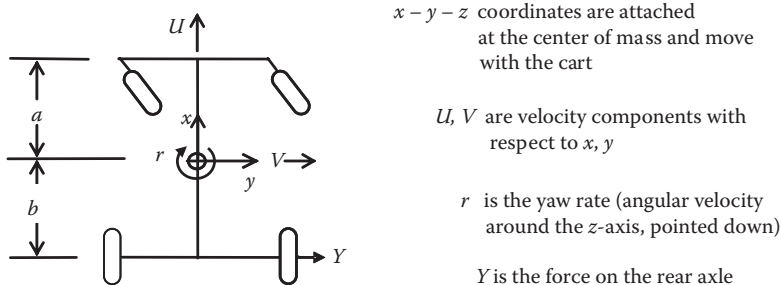 U
x – y – z coordinates are attached
at the center of mass and move
with the cart
a
x
U, V are velocity components with
respect to x, y
r
V
y
b
r is the yaw rate (angular velocity
around the z-axis, pointed down)
Y
Y is the force on the rear axle